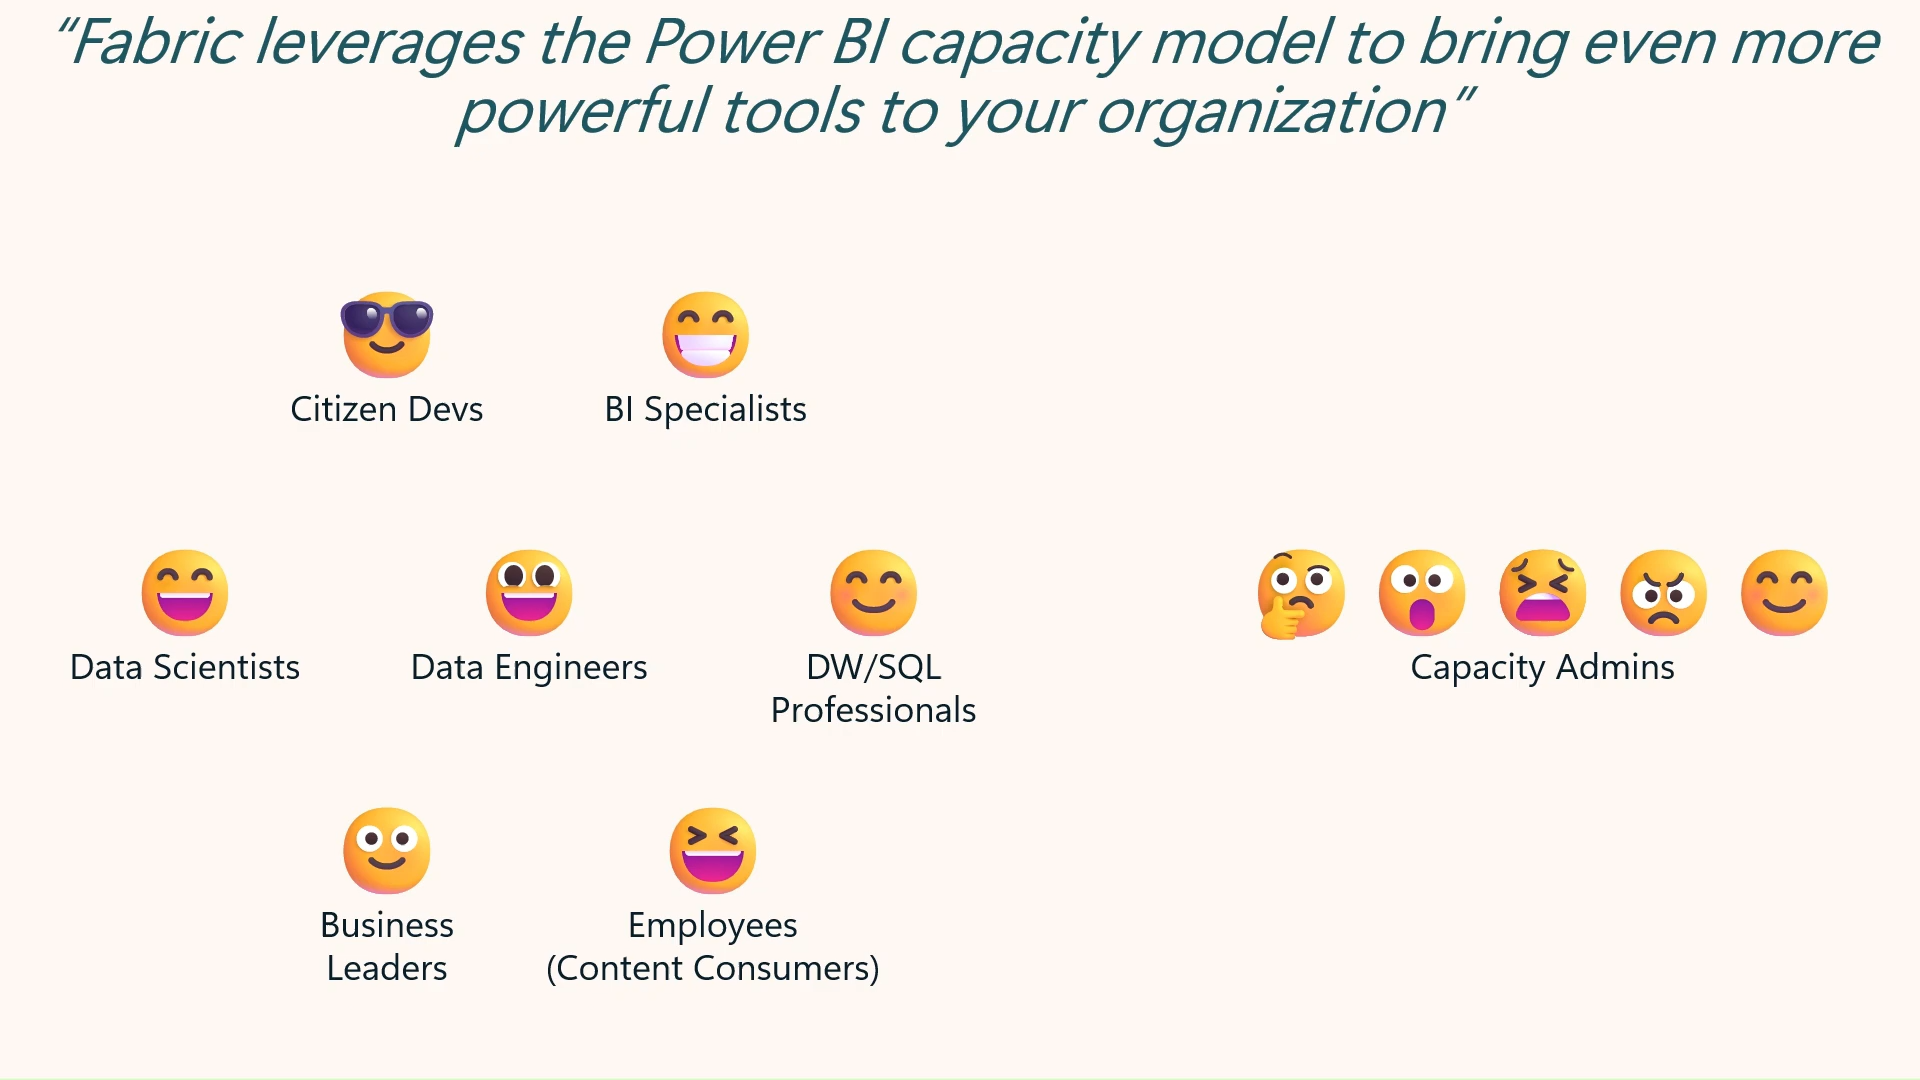 “Fabric leverages the Power BI capacity model to bring even more
powerful tools to your organization”
Citizen Devs
BI Specialists
Data Scientists
Data Engineers
DW/SQL
Professionals
Capacity Admins
Business
Leaders
Employees
(Content Consumers)